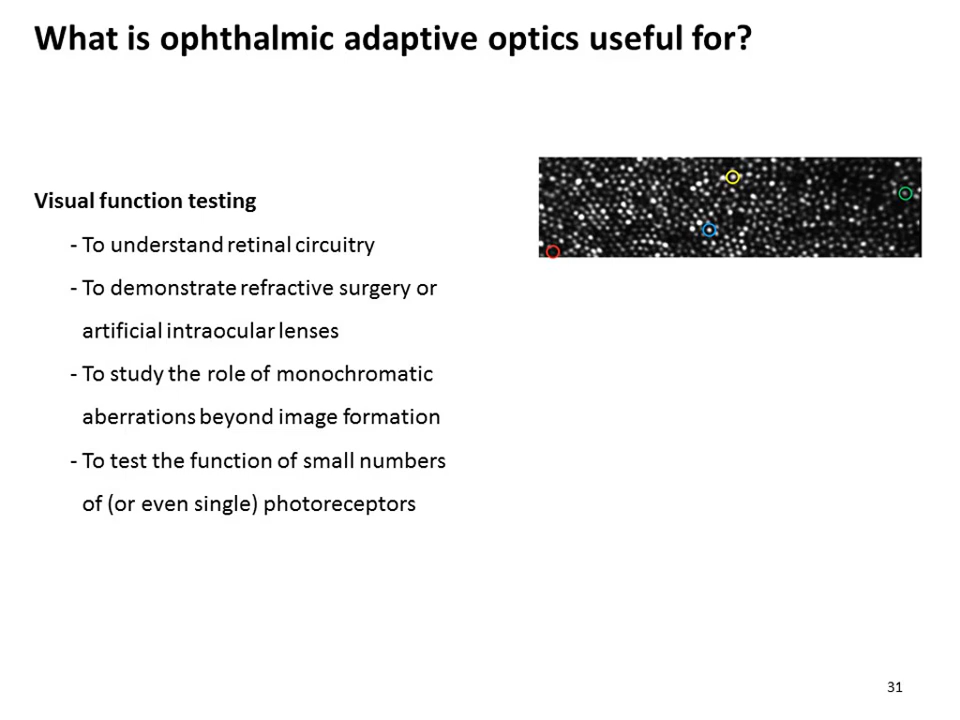 What is ophthalmic adaptive optics useful for?
Visual function testing
- To understand retinal circuitry
- To demonstrate refractive surgery or
artificial intraocular lenses
- To study the role of monochromatic
aberrations beyond image formation
- To test the function of small numbers
of (or even single) photoreceptors
31